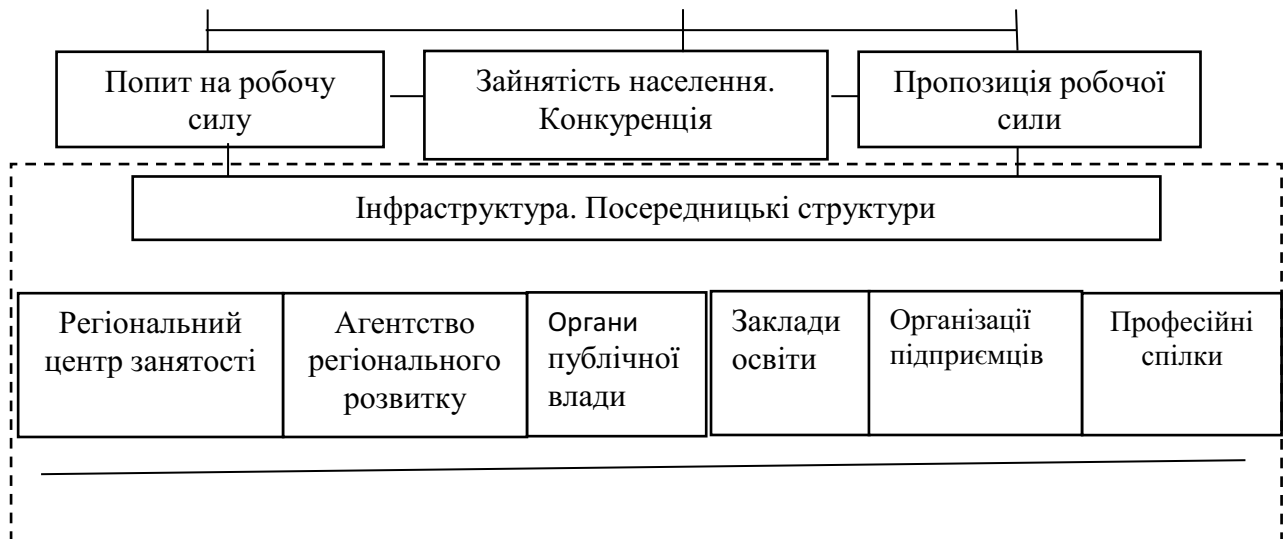 Попит на робочу
силу
Зайнятість населення.
Конкуренція
Пропозиція робочої
сили
Інфраструктура. Посередницькі структури
Регіональний
центр занятості
Агентство
регіонального
розвитку
Органи
публічної
влади
Заклади
освіти
Організації
підприємців
Професійні
спілки